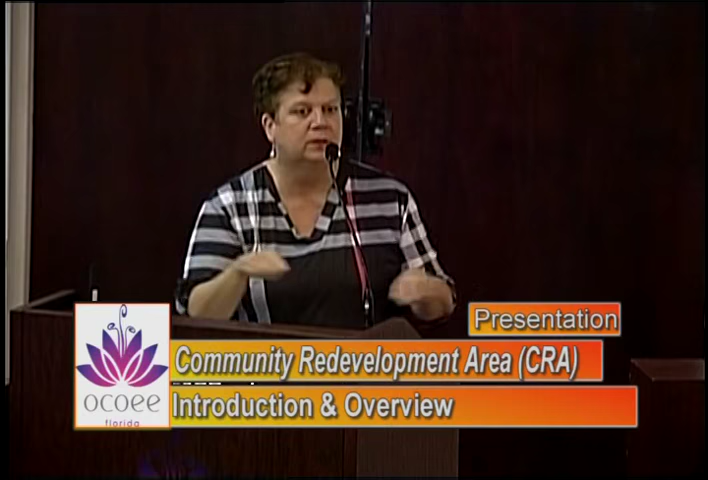 Presentation
Community Redevelopment Area (CRA)
Introduction & Overview
ocoee
florida